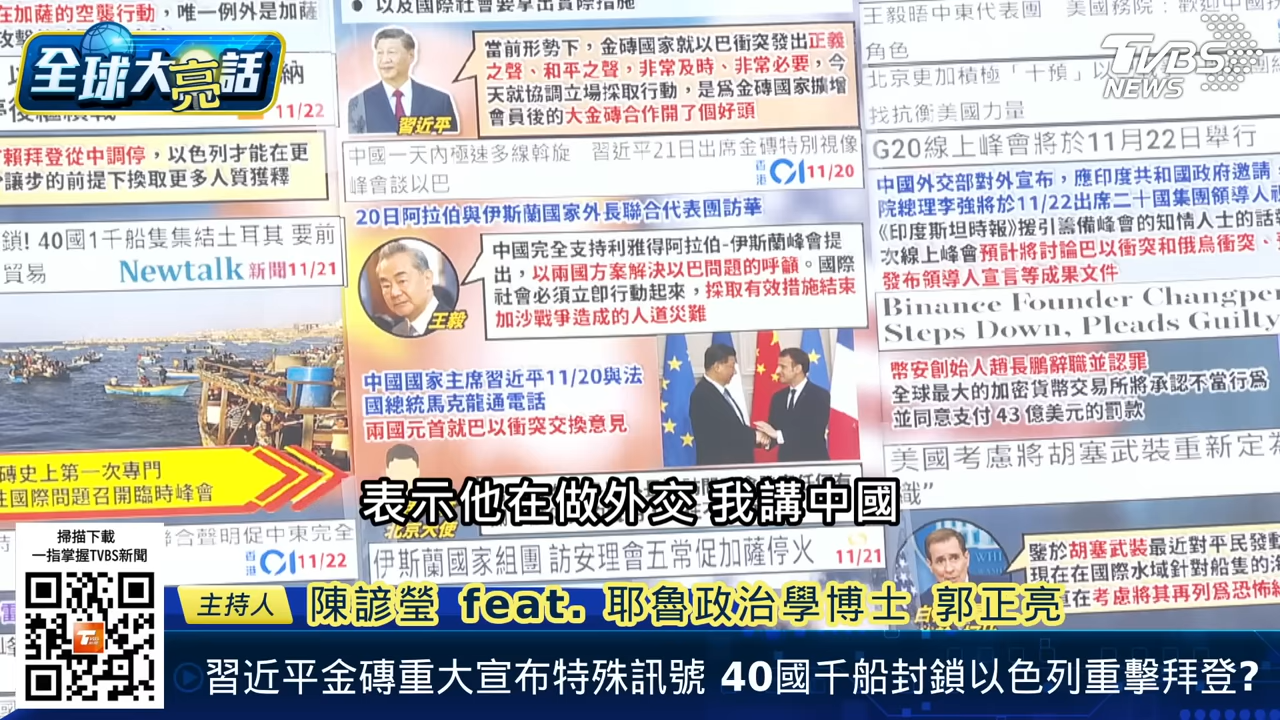 在加薩的空襲行動，唯一例外是加薩
全球大亮話
11/22
賴拜登從中調停，以色列才能在更
讓步的前提下換取更多人質獲釋
鎖! 40國1千船隻集結土耳其 要前
貿易
Newtalk新聞11/21
磚史上第一次專門
國際問題召開臨時峰會
聯合聲明促中東完全
香港01 11/22
以及國際社會要拿出實際措施
習近平
當前形勢下，金磚國家就以巴衝突發出正義
之聲、和平之聲，非常及時、非常必要，今
天就協調立場採取行動，是為金磚國家擴增
會員後的大金磚合作開了個好頭
中國一天內極速多線斡旋 習近平21日出席金磚特別視像
峰會談以巴
香港01 11/20
20日阿拉伯與伊斯蘭國家外長聯合代表團訪華
王毅
中國完全支持利雅得阿拉伯-伊斯蘭峰會提
出，以兩國方案解決以巴問題的呼籲。國際
社會必須立即行動起來，採取有效措施結束
加沙戰爭造成的人道災難
中國國家主席習近平11/20與法
國總統馬克龍通電話
兩國元首就巴以衝突交換意見
北京大使
伊斯蘭國家組團 訪安理會五常促加薩停火
11/21
王毅晤中東代表團 美國務院：歡迎中國扮
角色
TVBS NEWS
北京更加積極「干預」以
找抗衡美國力量
G20線上峰會將於11月22日舉行
中國外交部對外宣布，應印度共和國政府邀請
院總理李強將於11/22出席二十國集團領導人視
《印度斯坦時報》援引籌備峰會的知情人士的話
次線上峰會預計將討論巴以衝突和俄烏衝突、
發布領導人宣言等成果文件
Binance Founder Changpen
Steps Down, Pleads Guilty
幣安創始人趙長鵬辭職並認罪
全球最大的加密貨幣交易所將承認不當行為
並同意支付 43 億美元的罰款
美國考慮將胡塞武裝重新定為
織”
鑒於胡塞武裝最近對平民發動
現在在國際水域針對船隻的
在考慮將其再列為恐怖組
表示他在做外交 我講中國
掃描下載
一指掌握TVBS新聞
主持人 陳諺瑩 feat. 耶魯政治學博士 郭正亮
習近平金磚重大宣布特殊訊號 40國千船封鎖以色列重擊拜登?